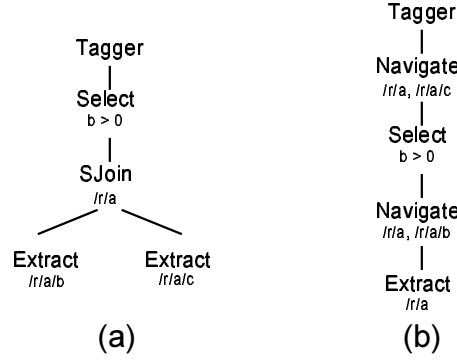 Tagger
Select
b > 0
SJoin
/r/a
Extract
/r/a/b
Extract
/r/a/c
(a)
Tagger
Navigate
/r/a, /r/a/c
Select
b > 0
Navigate
/r/a, /r/a/b
Extract
/r/a
(b)